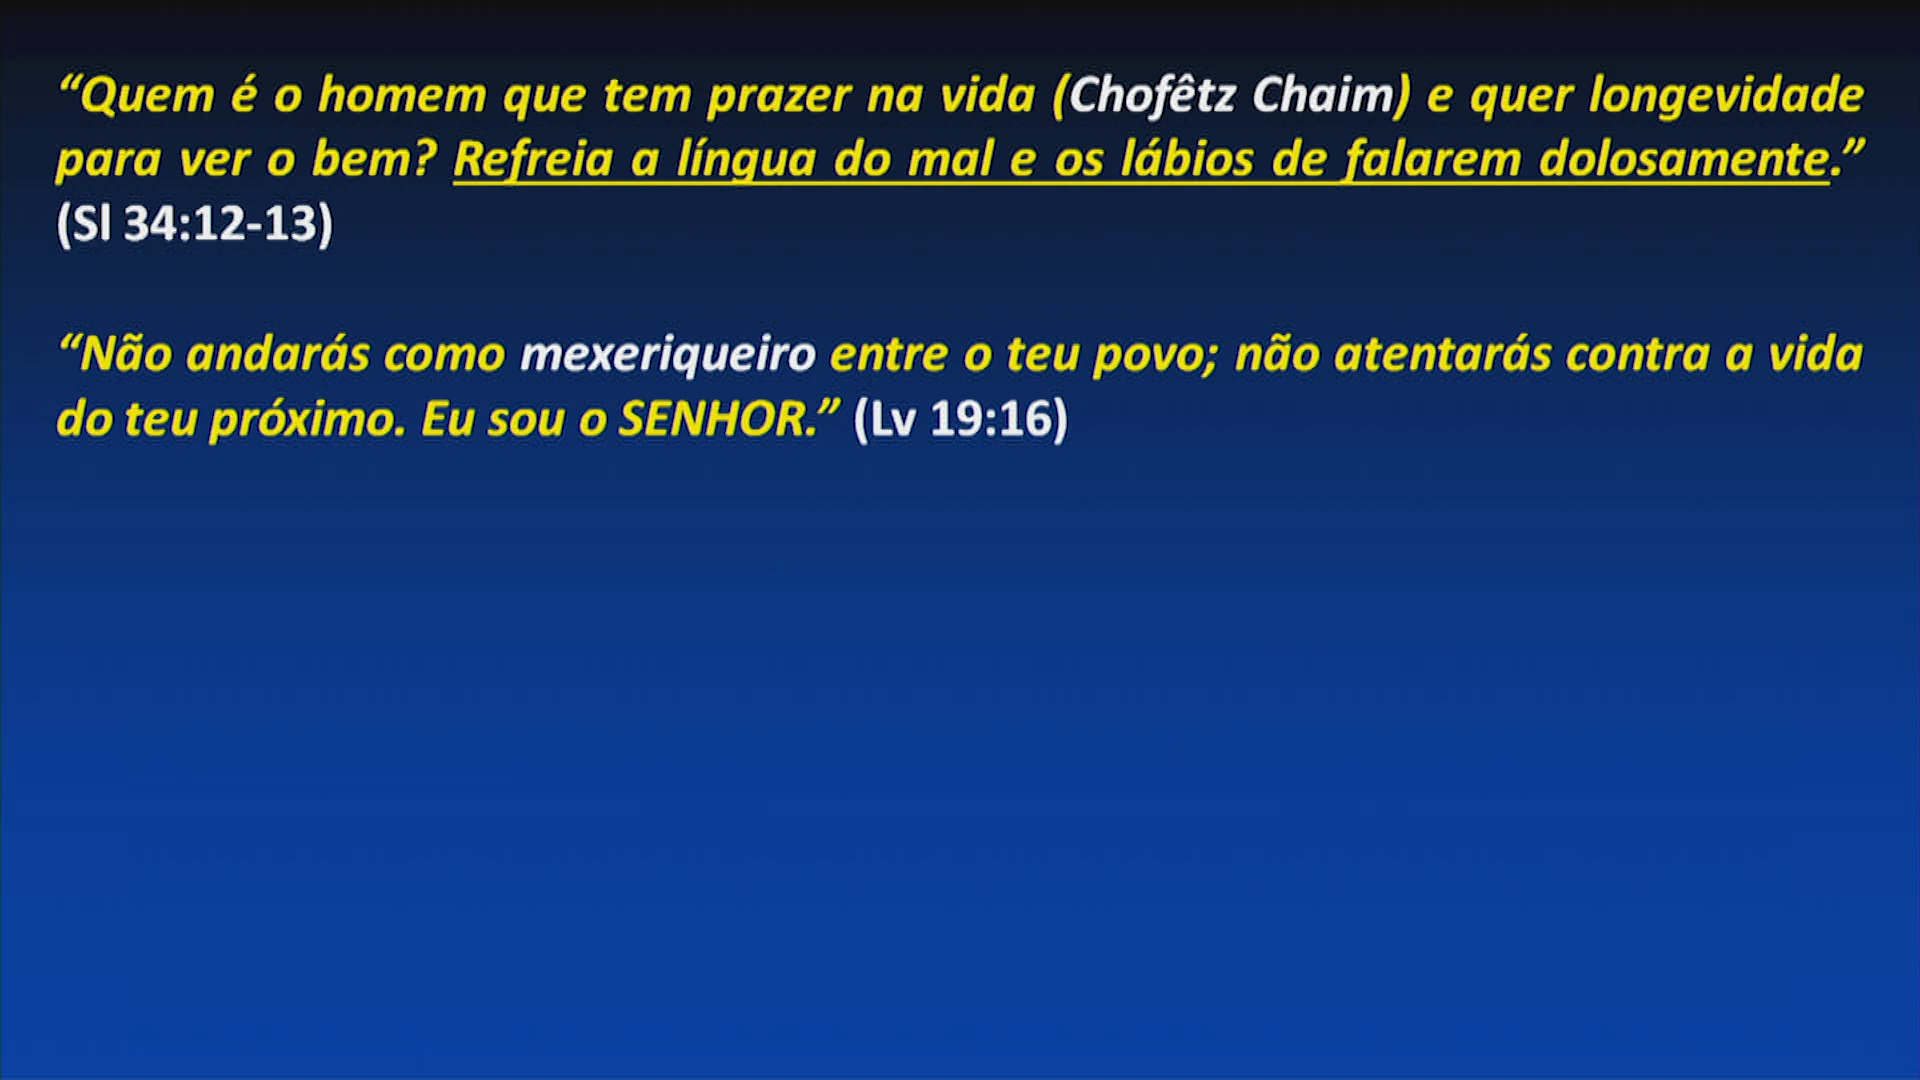 “Quem é o homem que tem prazer na vida (Chofêtz Chaim) e quer longevidade
para ver o bem? Refreia a língua do mal e os lábios de falarem dolosamente.”
(Sl 34:12-13)
“Não andarás como mexeriqueiro entre o teu povo; não atentarás contra a vida
do teu próximo. Eu sou o SENHOR.” (Lv 19:16)